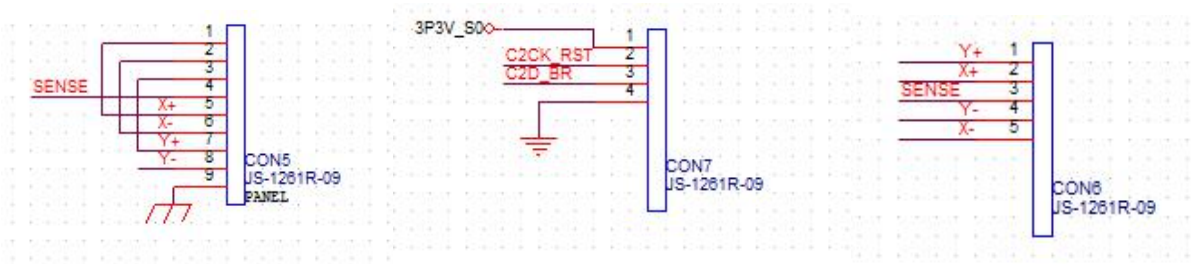 1
2
3
SENSE 4
X+ 5
X- 6
Y+ 7
Y- 8
9
CON5
JS-1261R-09
PANEL
3P3V_S0
1
C2CK_RST 2
C2D_BR 3
4
CON7
JS-1261R-09
Y+ 1
X+ 2
SENSE 3
Y- 4
X- 5
CON6
JS-1261R-09